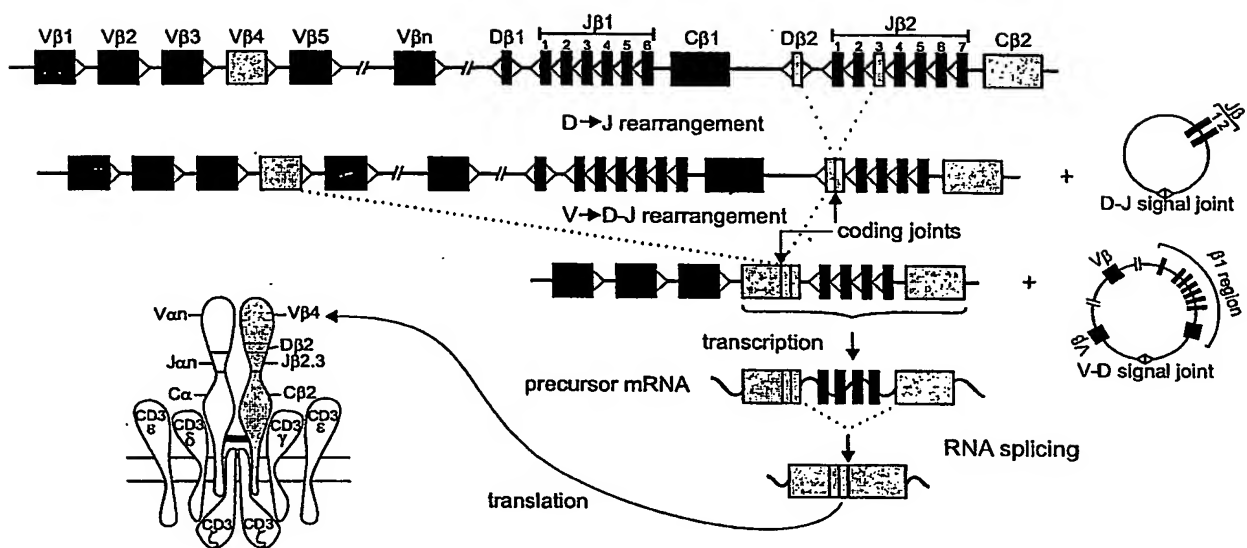 Vβ1 Vβ2 Vβ3 Vβ4 Vβ5 Vβn Dβ1 Jβ1 Cβ1 Dβ2 Jβ2 Cβ2
1 2 3 4 5 6 1 2 3 4 5 6 7
D→J rearrangement
Jβ
1 2
+
D-J signal joint
V→D-J rearrangement
coding joints
Vβ
β1 region
+
Vβ
V-D signal joint
transcription
precursor mRNA
RNA splicing
translation
Vαn Vβ4
Dβ2
Jαn Jβ2.3
Cα Cβ2
CD3 ε CD3 δ CD3 γ CD3 ε
CD3 ζ CD3 ζ